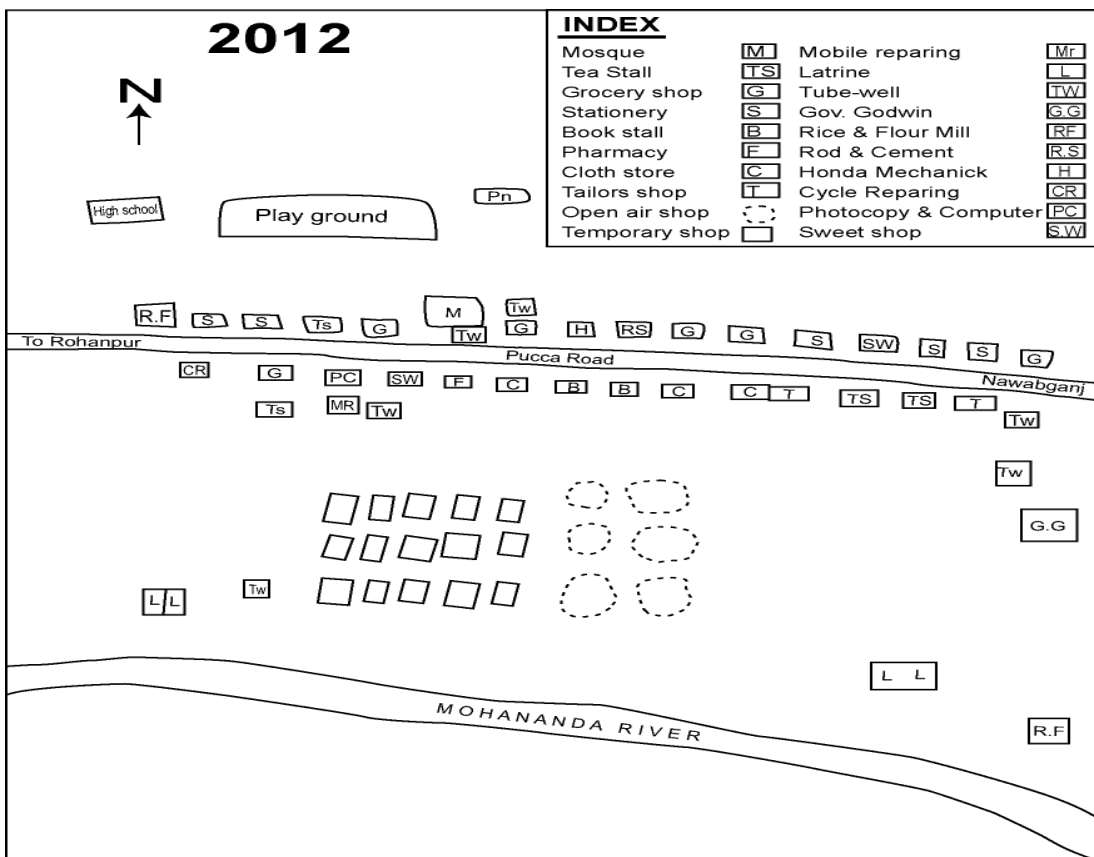 2012
N
INDEX
Mosque M Mobile reparing Mr
Tea Stall TS Latrine L
Grocery shop G Tube-well TW
Stationery S Gov. Godwin G.G
Book stall B Rice & Flour Mill RF
Pharmacy F Rod & Cement R.S
Cloth store C Honda Mechanick H
Tailors shop T Cycle Reparing CR
Open air shop Photocopy & Computer PC
Temporary shop Sweet shop S.W
High school Play ground Pn
R.F S S Ts G M Tw
Tw G H RS G G S SW S S G
To Rohanpur Pucca Road Nawabganj
CR G PC SW F C B B C C T TS TS T
Ts MR Tw Tw
Tw
G.G
L L Tw
L L
MOHANANDA RIVER
R.F